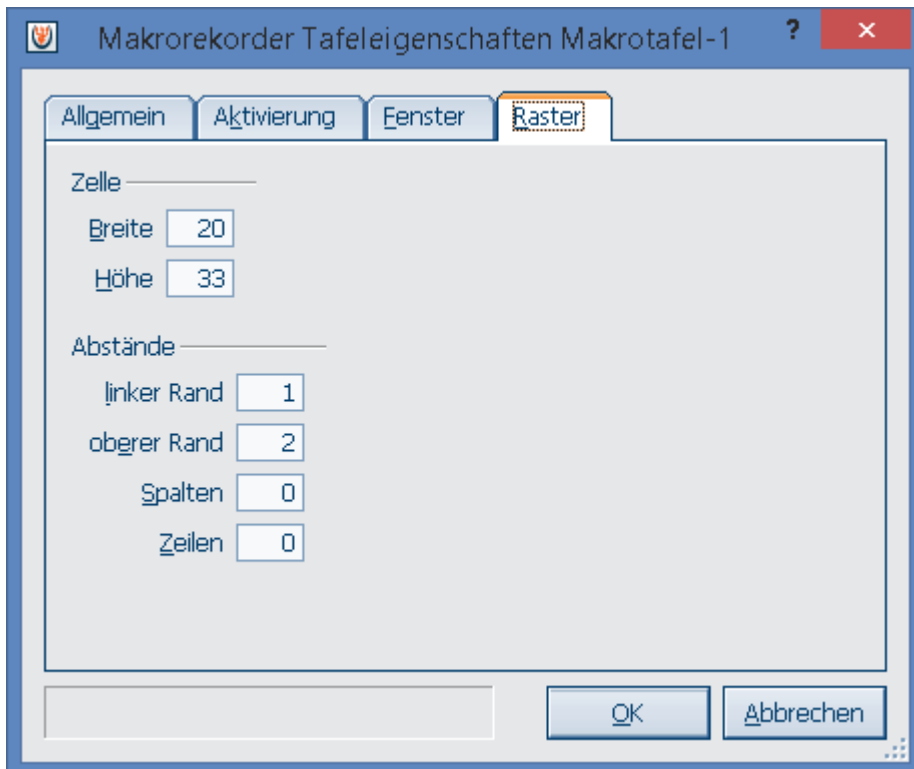 Makrorekorder Tafeleigenschaften Makrotafel-1 ? ×
Allgemein Aktivierung Fenster Raster
Zelle
Breite 20
Höhe 33
Abstände
linker Rand 1
oberer Rand 2
Spalten 0
Zeilen 0
OK Abbrechen